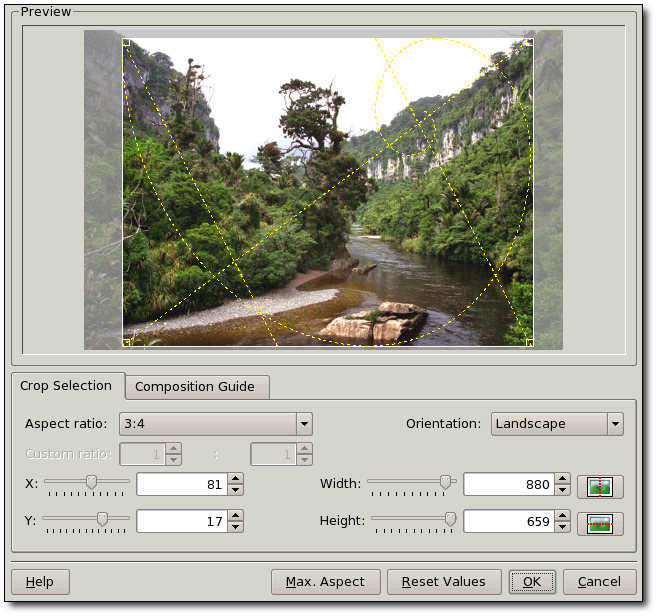 Preview
Crop Selection
Composition Guide
Aspect ratio: 3:4 Orientation: Landscape
Custom ratio: 1 : 1
X: 81 Width: 880
Y: 17 Height: 659
Help Max. Aspect Reset Values OK Cancel